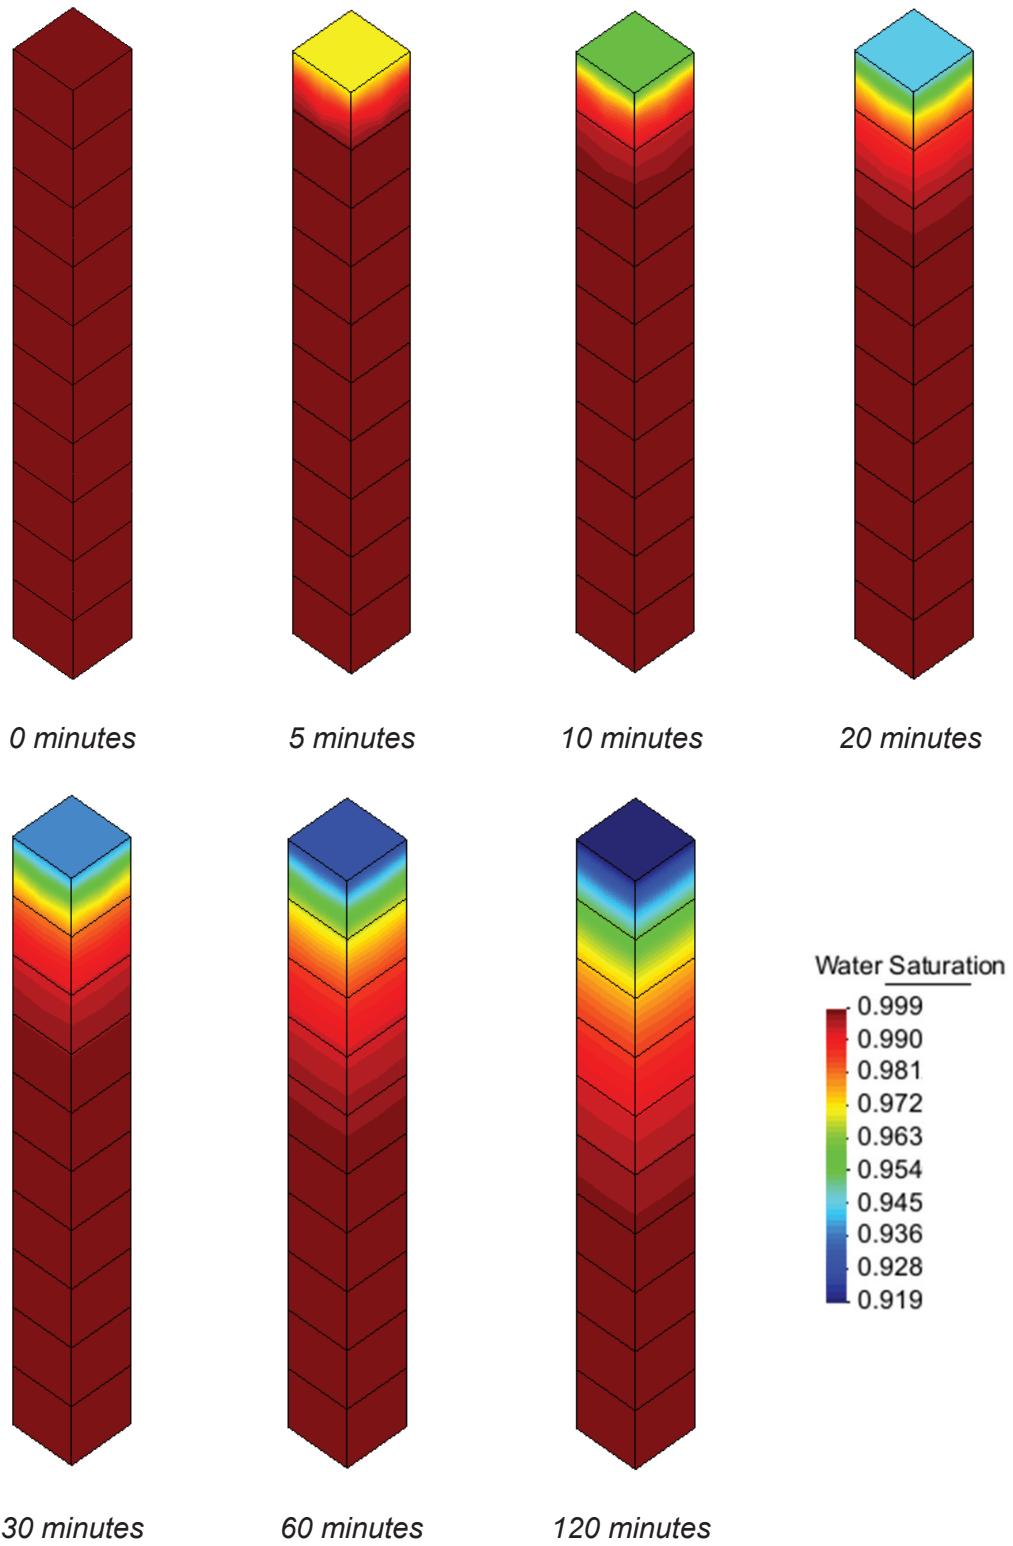 0 minutes
5 minutes
10 minutes
20 minutes
30 minutes
60 minutes
120 minutes
Water Saturation
0.999
0.990
0.981
0.972
0.963
0.954
0.945
0.936
0.928
0.919